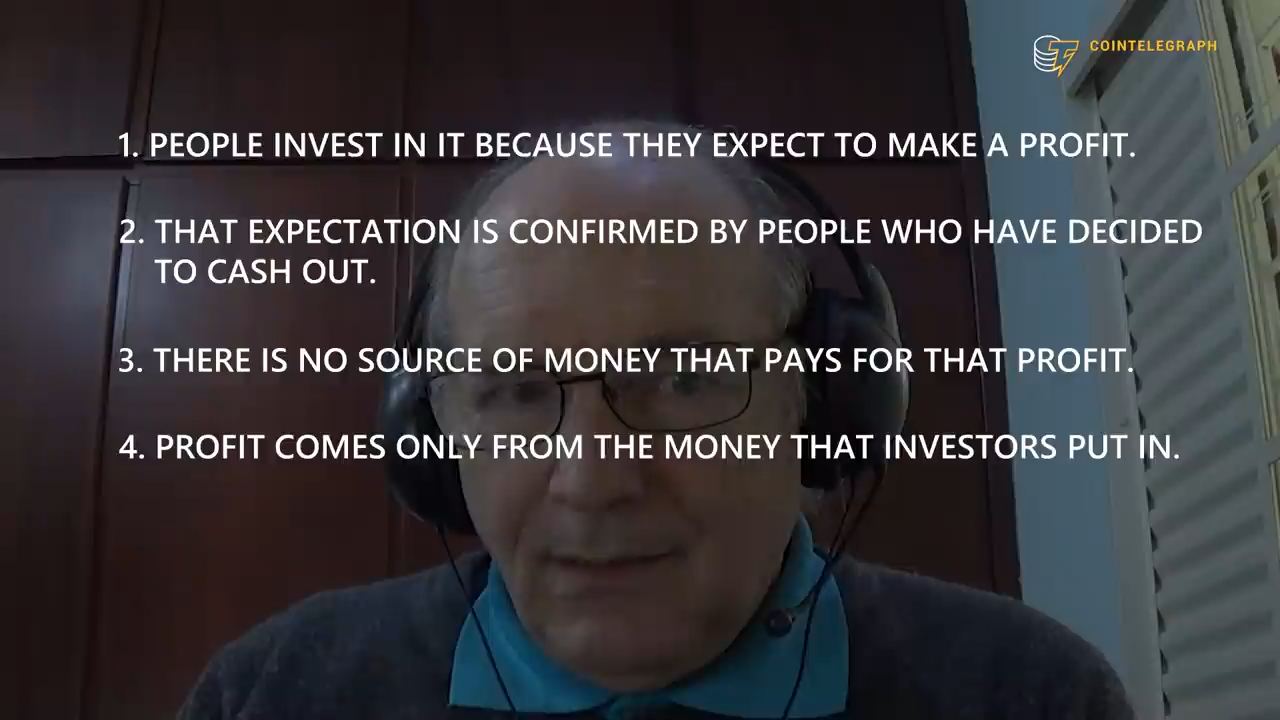 COINTELEGRAPH
1. PEOPLE INVEST IN IT BECAUSE THEY EXPECT TO MAKE A PROFIT.
2. THAT EXPECTATION IS CONFIRMED BY PEOPLE WHO HAVE DECIDED
TO CASH OUT.
3. THERE IS NO SOURCE OF MONEY THAT PAYS FOR THAT PROFIT.
4. PROFIT COMES ONLY FROM THE MONEY THAT INVESTORS PUT IN.